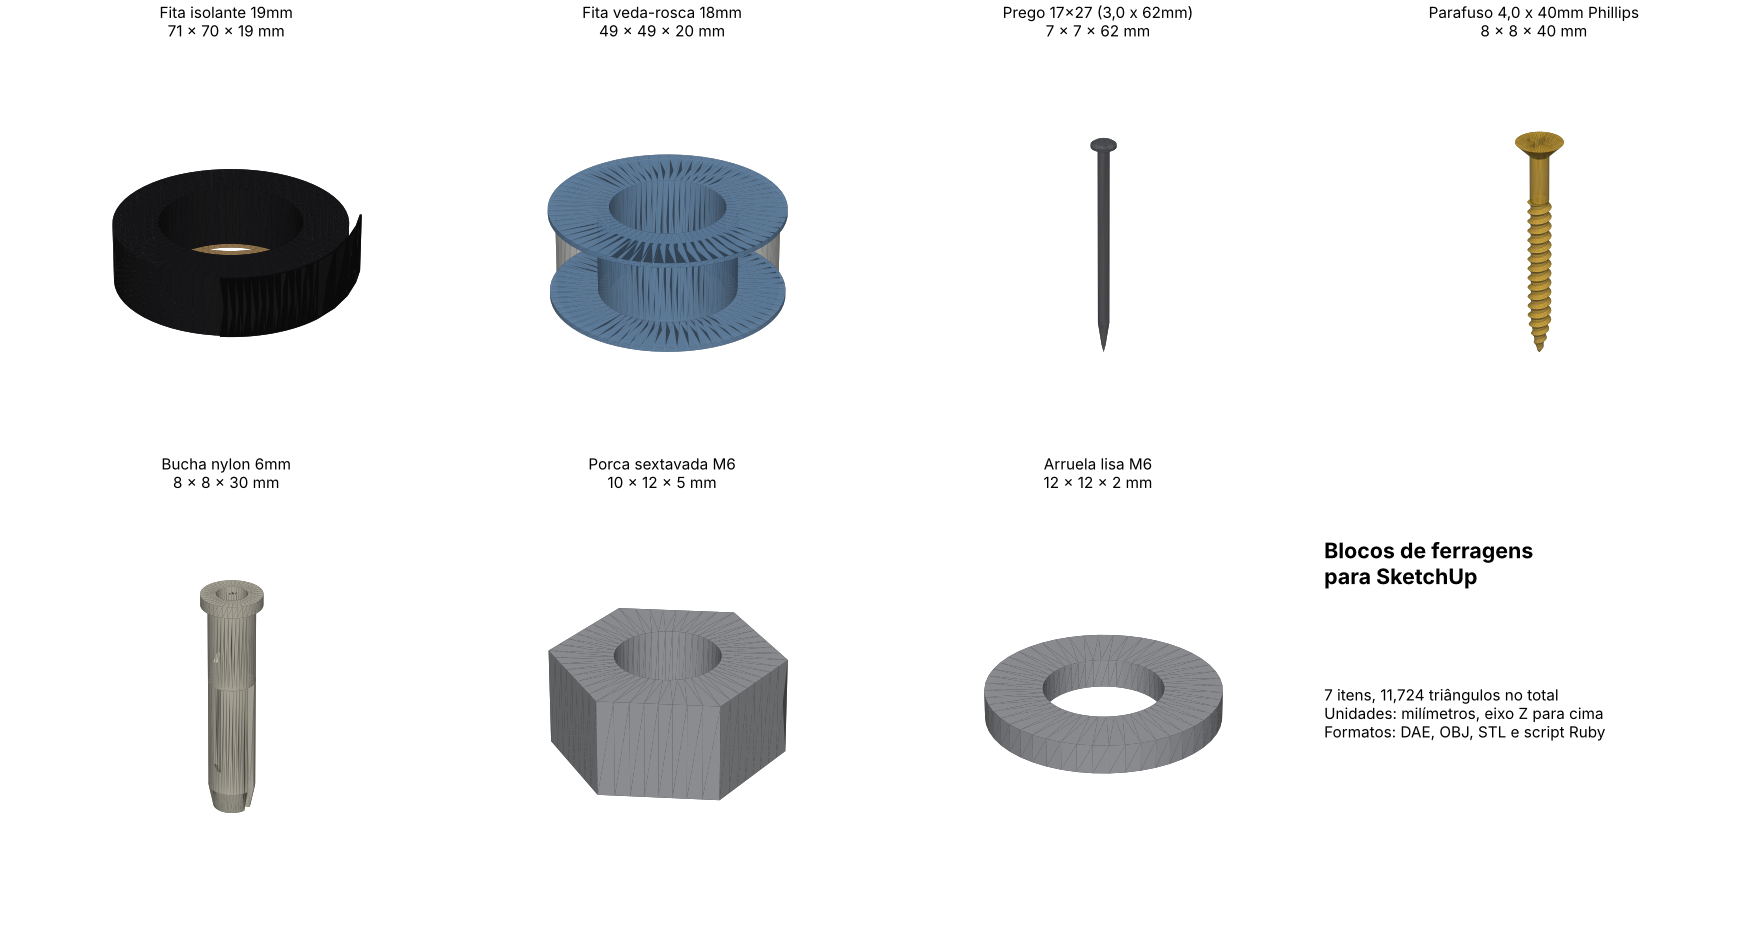 Fita isolante 19mm
71 × 70 × 19 mm
Fita veda-rosca 18mm
49 × 49 × 20 mm
Prego 17×27 (3,0 x 62mm)
7 × 7 × 62 mm
Parafuso 4,0 x 40mm Phillips
8 × 8 × 40 mm
Bucha nylon 6mm
8 × 8 × 30 mm
Porca sextavada M6
10 × 12 × 5 mm
Arruela lisa M6
12 × 12 × 2 mm
Blocos de ferragens
para SketchUp
7 itens, 11,724 triângulos no total
Unidades: milímetros, eixo Z para cima
Formatos: DAE, OBJ, STL e script Ruby